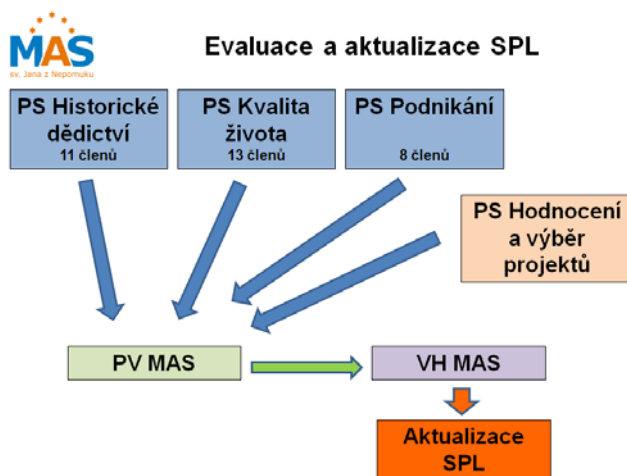 MAS
sv. Jana z Nepomuku
Evaluace a aktualizace SPL
PS Historické
dědictví
11 členů
PS Kvalita
života
13 členů
PS Podnikání
8 členů
PS Hodnocení
a výběr
projektů
PV MAS
VH MAS
Aktualizace
SPL